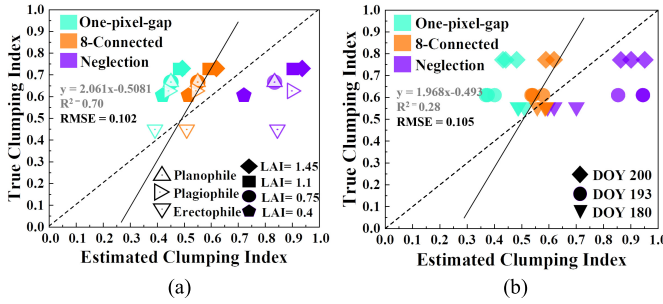 1.0
0.9
0.8
0.7
0.6
0.5
0.4
0.3
0.2
0.1
0.0
True Clumping Index
One-pixel-gap
8-Connected
Neglection
y = 2.061x-0.5081
R²= 0.70
RMSE = 0.102
Planophile
Plagiophile
Erectophile
LAI= 1.45
LAI= 1.1
LAI= 0.75
LAI= 0.4
0.0 0.1 0.2 0.3 0.4 0.5 0.6 0.7 0.8 0.9 1.0
Estimated Clumping Index
(a)
1.0
0.9
0.8
0.7
0.6
0.5
0.4
0.3
0.2
0.1
0.0
True Clumping Index
One-pixel-gap
8-Connected
Neglection
y = 1.968x-0.493
R²= 0.28
RMSE = 0.105
DOY 200
DOY 193
DOY 180
0.0 0.1 0.2 0.3 0.4 0.5 0.6 0.7 0.8 0.9 1.0
Estimated Clumping Index
(b)